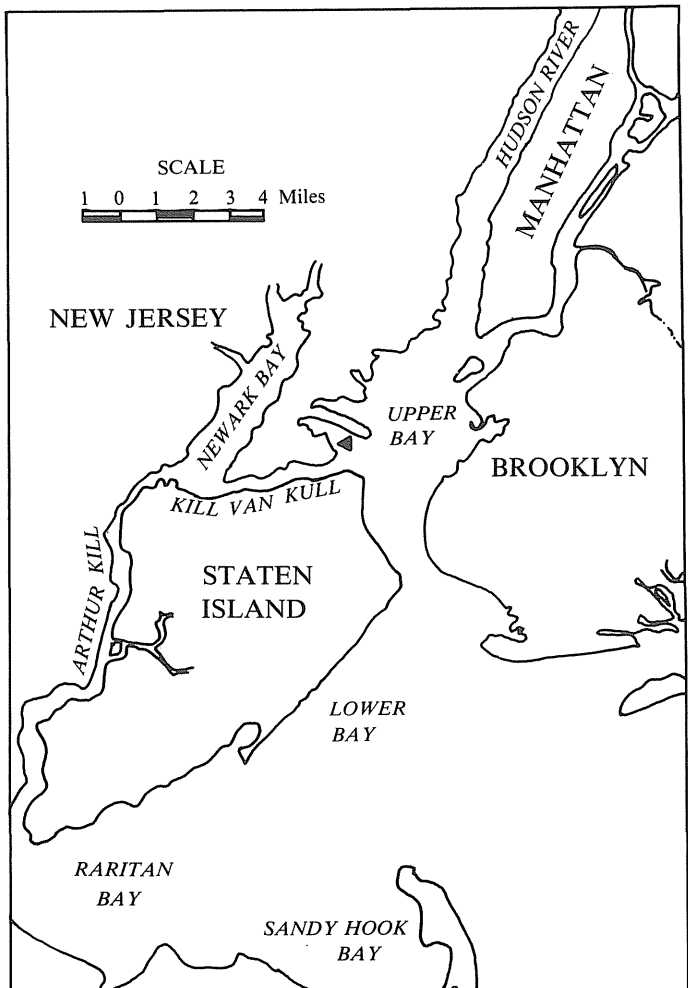 HUDSON RIVER
MANHATTAN
SCALE
1 0 1 2 3 4 Miles
NEW JERSEY
NEWARK BAY
UPPER
BAY
BROOKLYN
KILL VAN KULL
ARTHUR KILL
STATEN
ISLAND
LOWER
BAY
RARITAN
BAY
SANDY HOOK
BAY